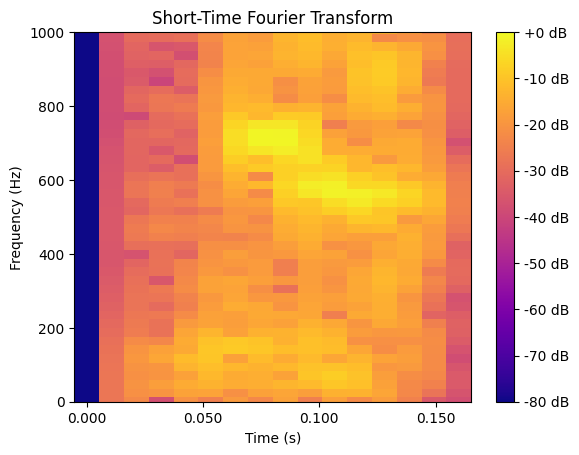 Short-Time Fourier Transform
1000
800
600
400
200
0
Frequency (Hz)
0.000
0.050
0.100
0.150
Time (s)
+0 dB
-10 dB
-20 dB
-30 dB
-40 dB
-50 dB
-60 dB
-70 dB
-80 dB